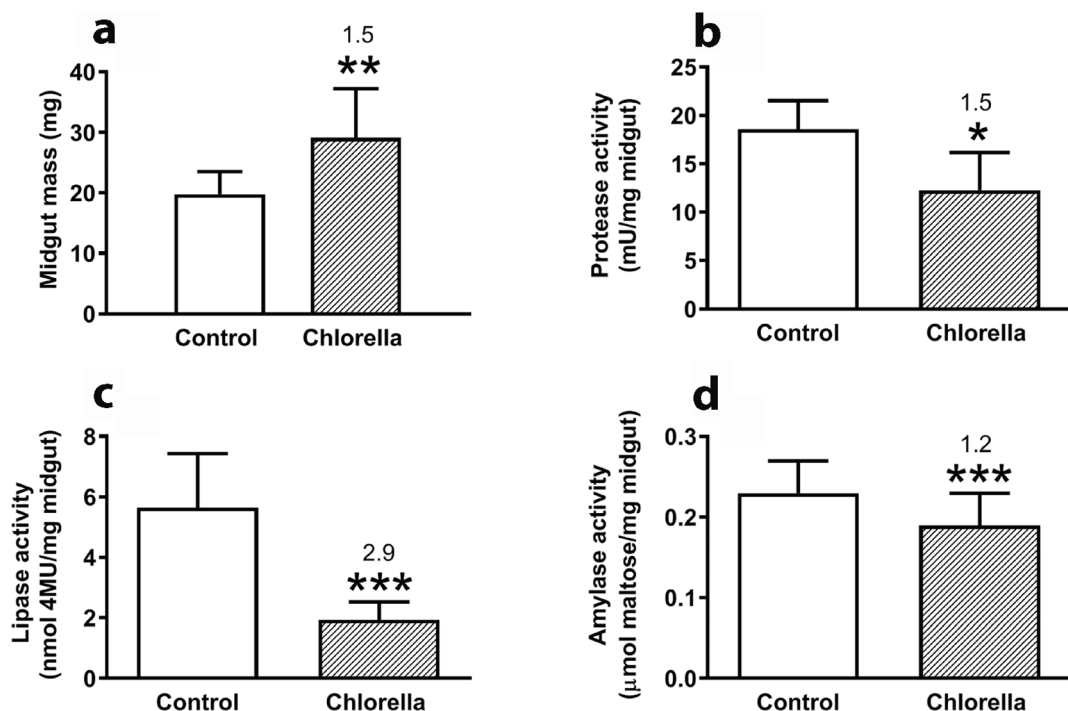 a
1.5
**
Midgut mass (mg)
40
30
20
10
0
Control Chlorella
b
1.5
*
Protease activity
(mU/mg midgut)
25
20
15
10
5
0
Control Chlorella
c
2.9
***
Lipase activity
(nmol 4MU/mg midgut)
8
6
4
2
0
Control Chlorella
d
1.2
***
Amylase activity
(μmol maltose/mg midgut)
0.3
0.2
0.1
0.0
Control Chlorella